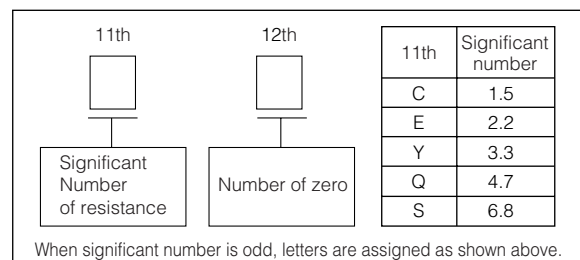 11th
12th
Significant
Number
of resistance
Number of zero
11th Significant
number
C 1.5
E 2.2
Y 3.3
Q 4.7
S 6.8
When significant number is odd, letters are assigned as shown above.